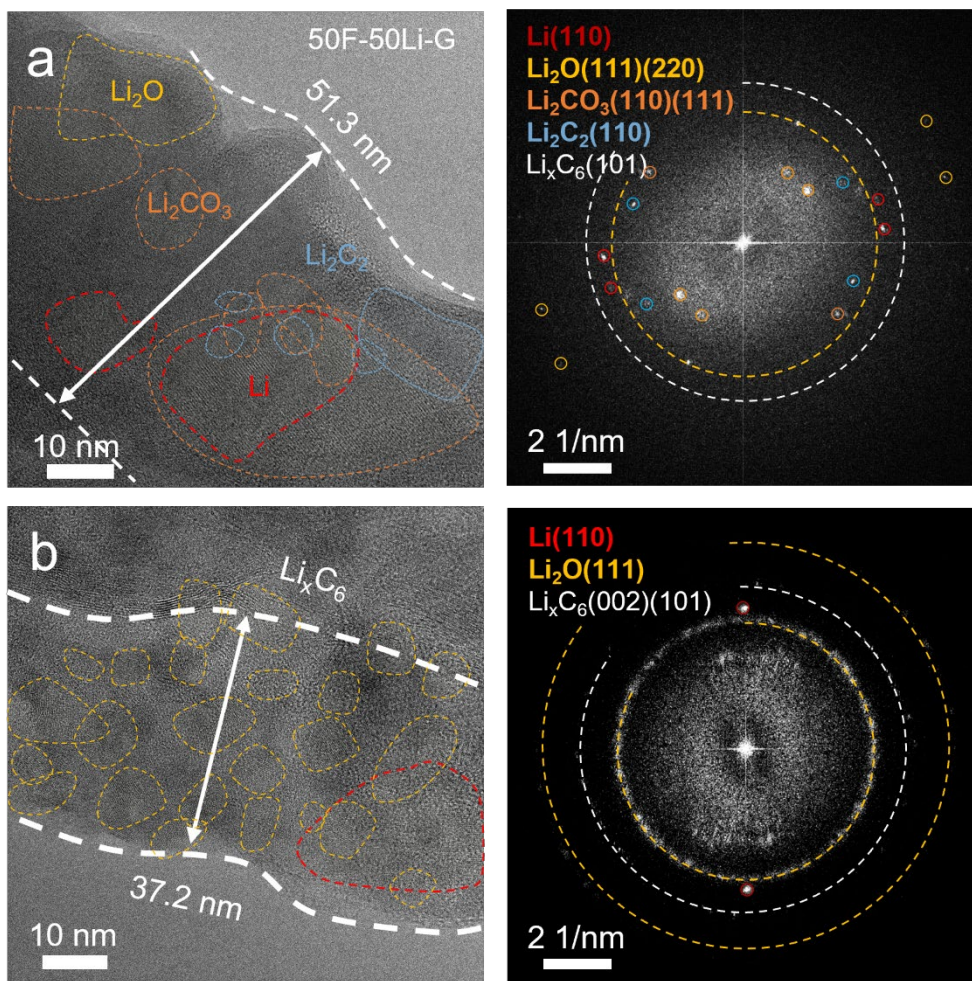 a
50F-50Li-G
Li₂O
51.3 nm
Li₂CO₃
Li₂C₂
Li
10 nm
Li(110)
Li₂O(111)(220)
Li₂CO₃(110)(111)
Li₂C₂(110)
LiₓC₆(101)
2 1/nm
b
LiₓC₆
37.2 nm
10 nm
Li(110)
Li₂O(111)
LiₓC₆(002)(101)
2 1/nm